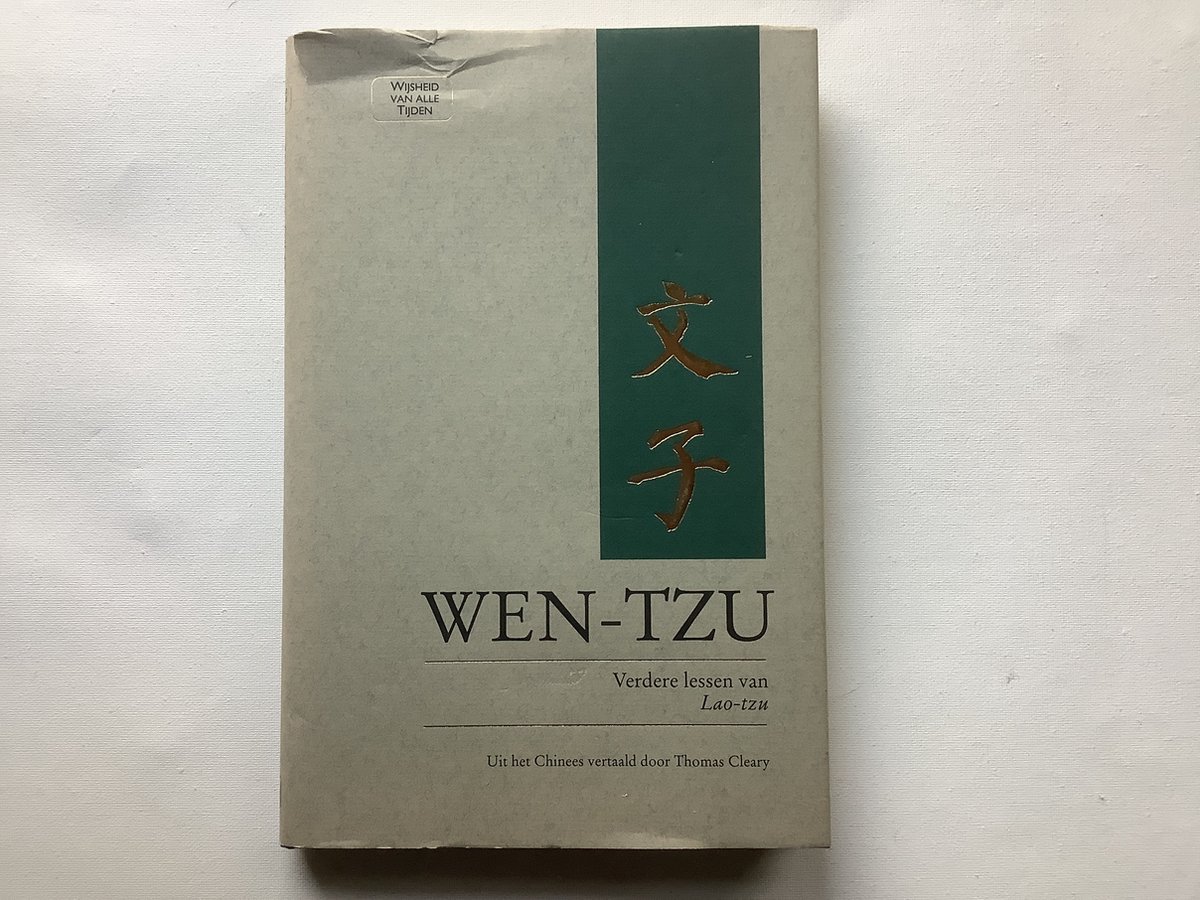 WIJSHEID
VAN ALLE
TIJDEN
文
子
WEN-TZU
Verdere lessen van
Lao-tzu
Uit het Chinees vertaald door Thomas Cleary